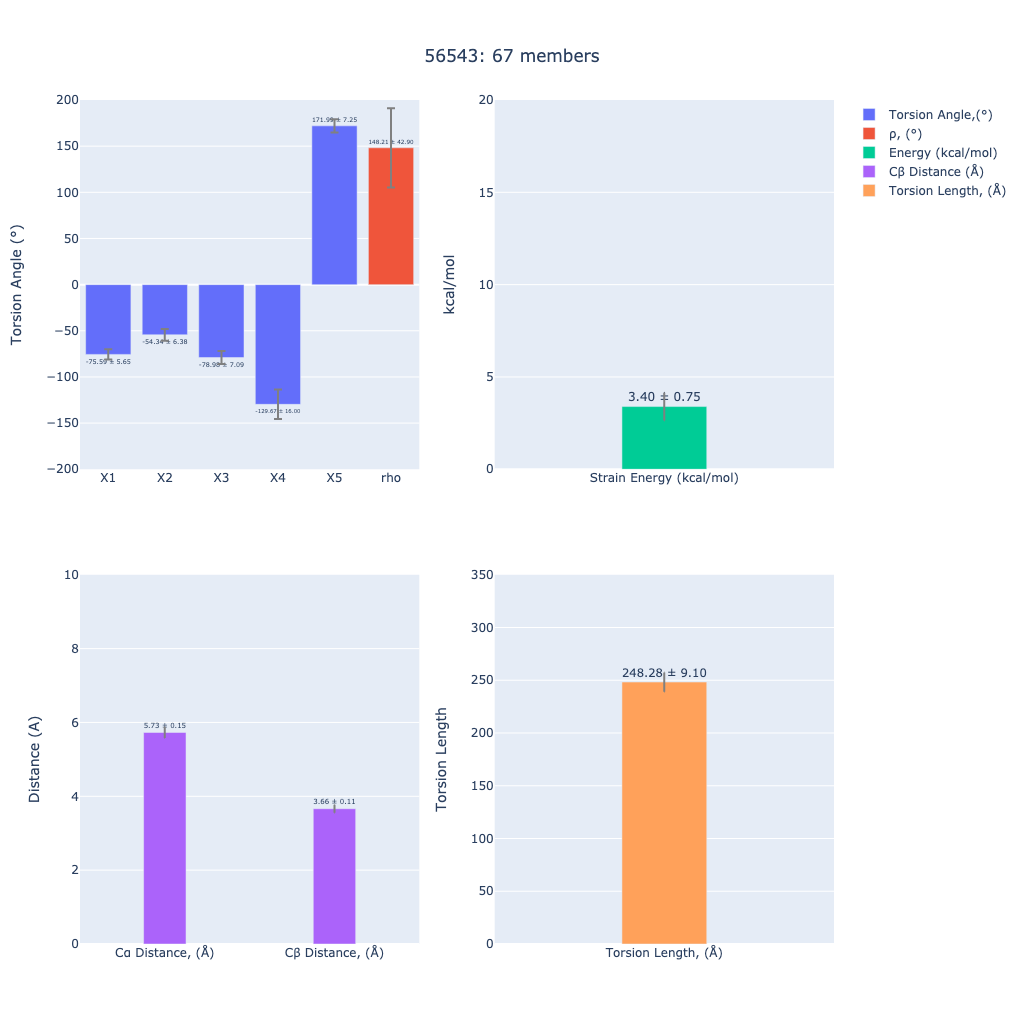 56543: 67 members
Torsion Angle,(°)
ρ, (°)
Energy (kcal/mol)
Cβ Distance (Å)
Torsion Length, (Å)
Torsion Angle (°)
200
150
100
50
0
−50
−100
−150
−200
-75.59 ± 5.65
-54.34 ± 6.38
-78.98 ± 7.09
-129.67 ± 16.00
171.99 ± 7.25
148.21 ± 42.90
X1 X2 X3 X4 X5 rho
kcal/mol
20
15
10
5
0
3.40 ± 0.75
Strain Energy (kcal/mol)
Distance (A)
10
8
6
4
2
0
5.73 ± 0.15
3.66 ± 0.11
Cα Distance, (Å) Cβ Distance, (Å)
Torsion Length
350
300
250
200
150
100
50
0
248.28 ± 9.10
Torsion Length, (Å)